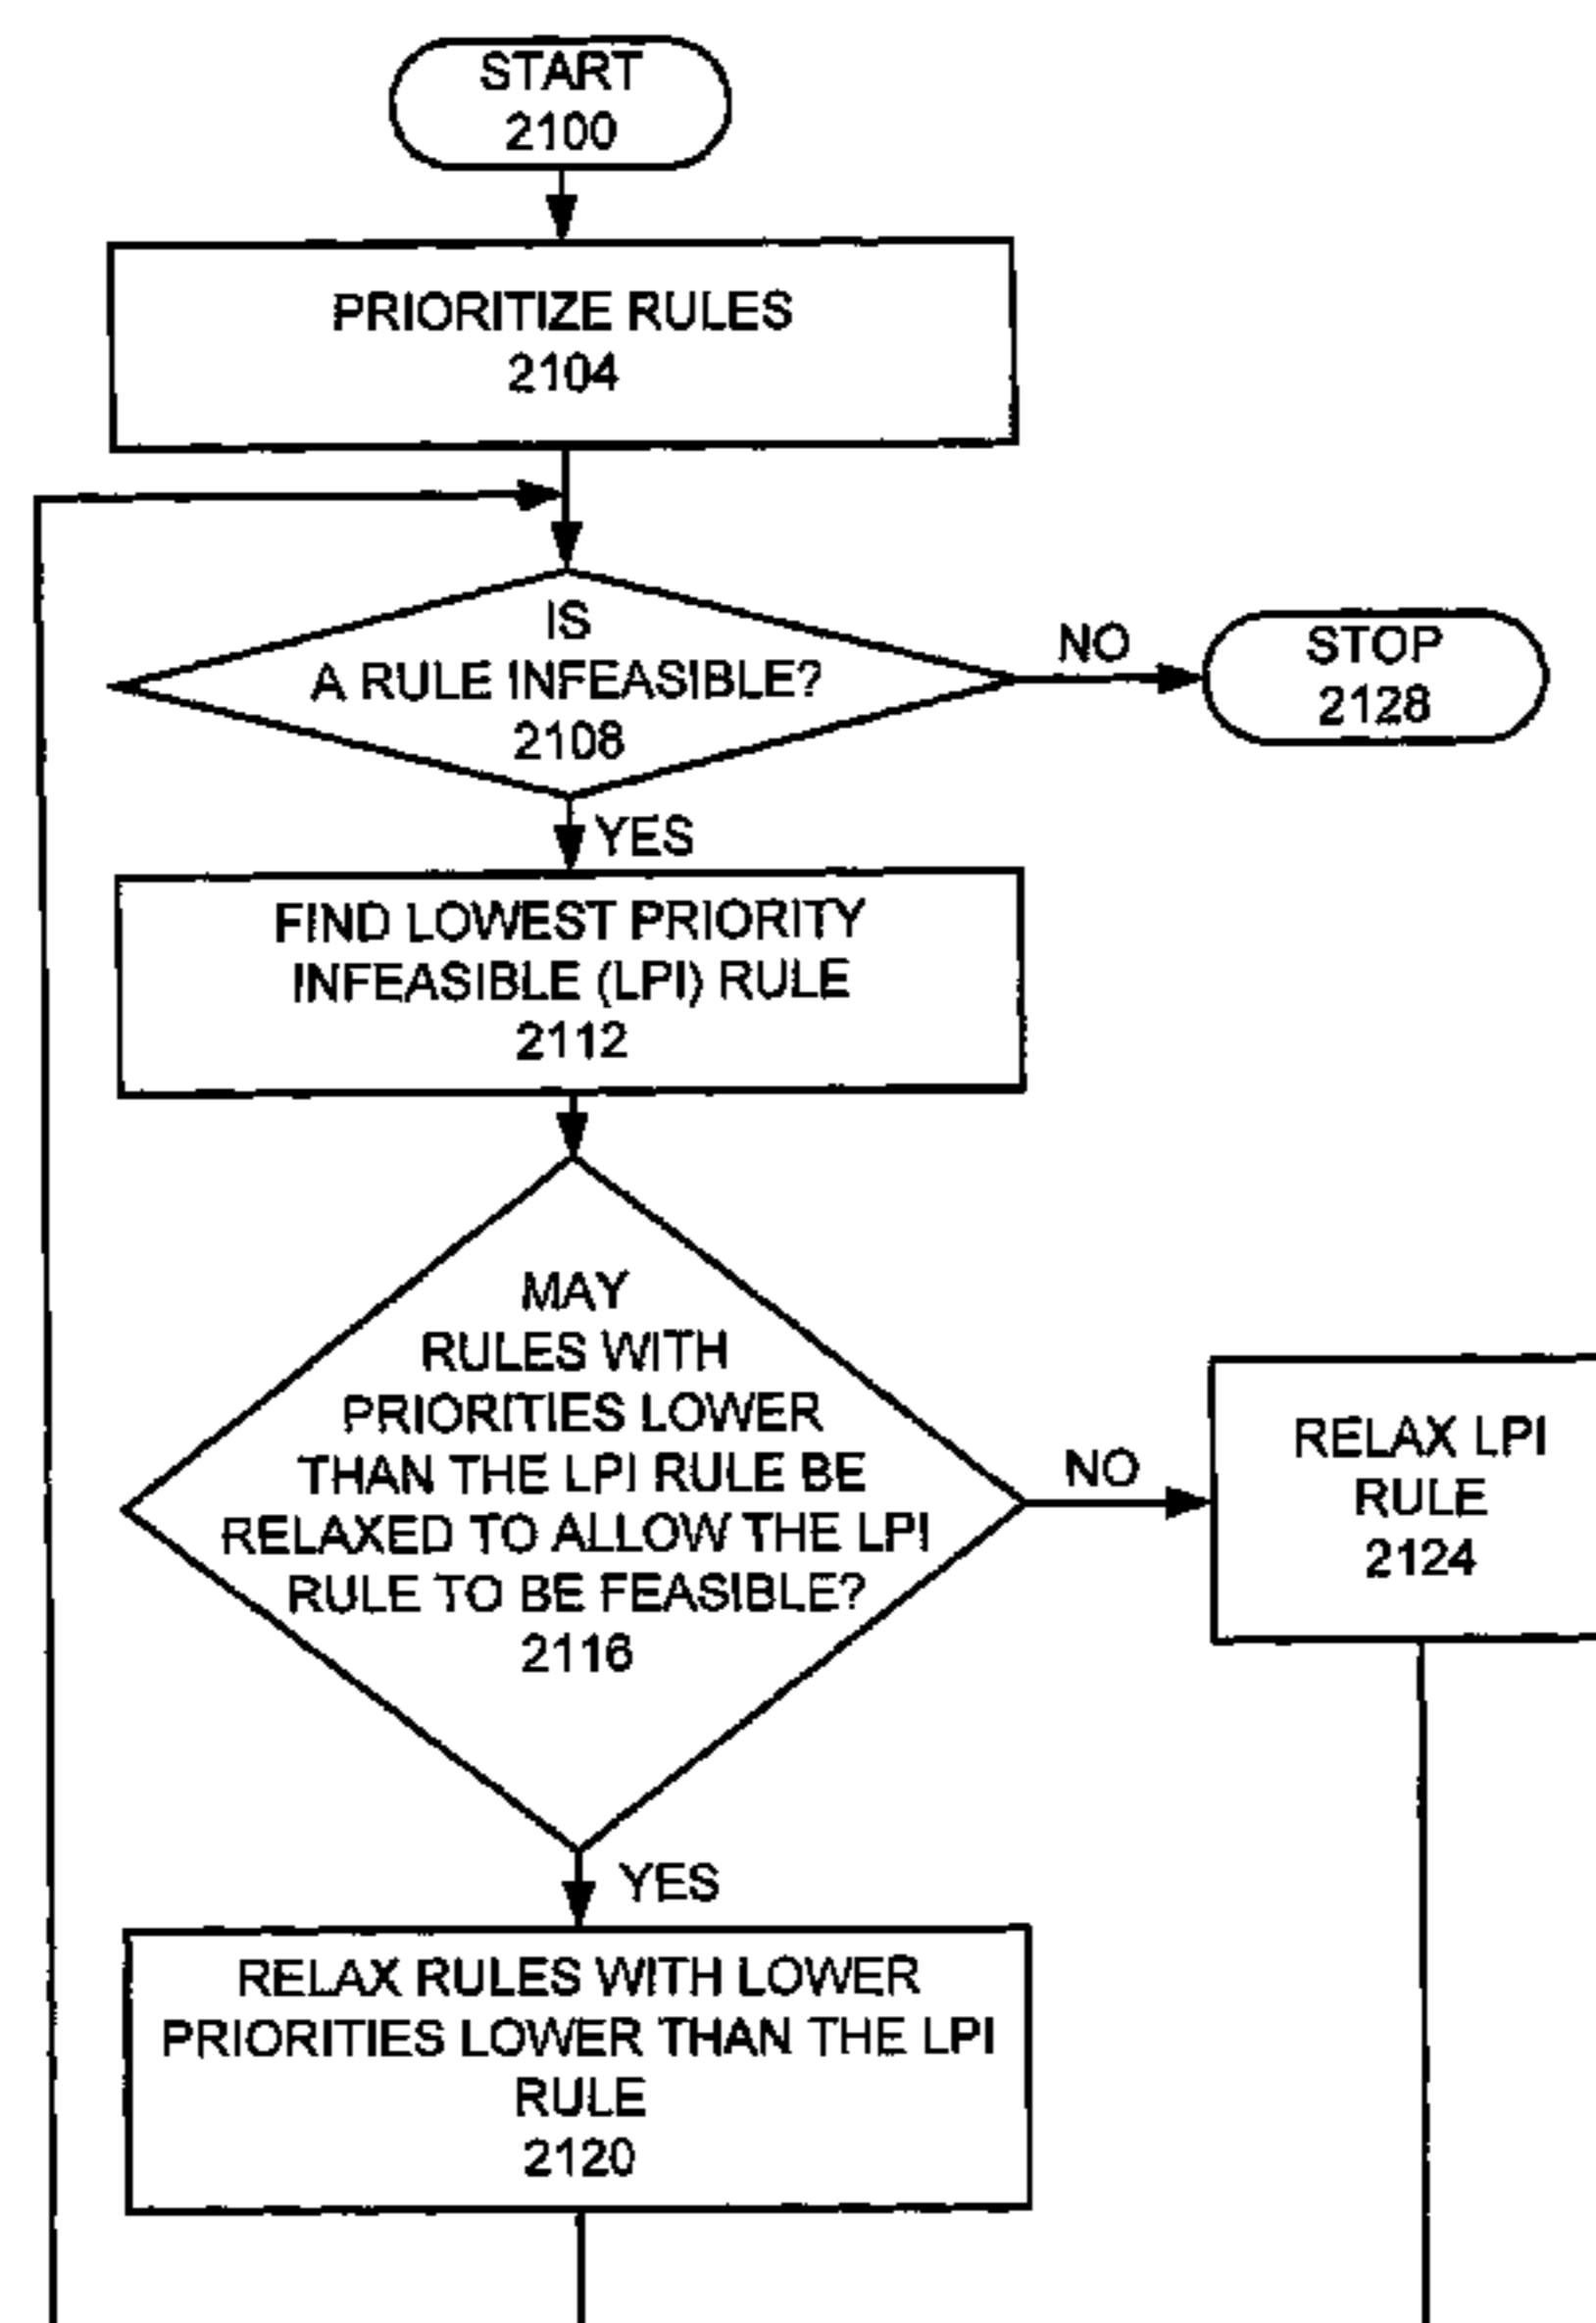 START
2100
PRIORITIZE RULES
2104
IS
A RULE INFEASIBLE?
2108
NO
STOP
2128
YES
FIND LOWEST PRIORITY
INFEASIBLE (LPI) RULE
2112
MAY
RULES WITH
PRIORITIES LOWER
THAN THE LPI RULE BE
RELAXED TO ALLOW THE LPI
RULE TO BE FEASIBLE?
2116
NO
RELAX LPI
RULE
2124
YES
RELAX RULES WITH LOWER
PRIORITIES LOWER THAN THE LPI
RULE
2120